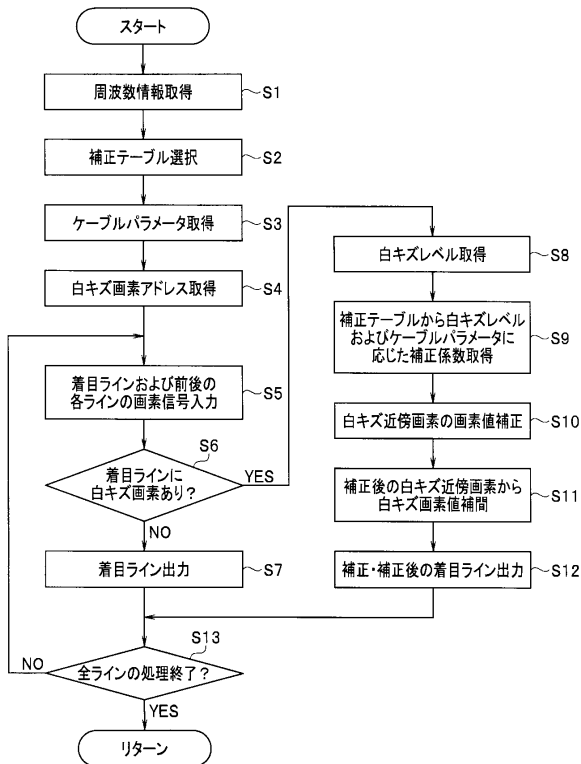 スタート
周波数情報取得
S1
補正テーブル選択
S2
ケーブルパラメータ取得
S3
白キズ画素アドレス取得
S4
着目ラインおよび前後の
各ラインの画素信号入力
S5
着目ラインに
白キズ画素あり?
S6
YES
NO
着目ライン出力
S7
白キズレベル取得
S8
補正テーブルから白キズレベル
およびケーブルパラメータに
応じた補正係数取得
S9
白キズ近傍画素の画素値補正
S10
補正後の白キズ近傍画素から
白キズ画素値補間
S11
補正・補正後の着目ライン出力
S12
全ラインの処理終了?
S13
NO
YES
リターン